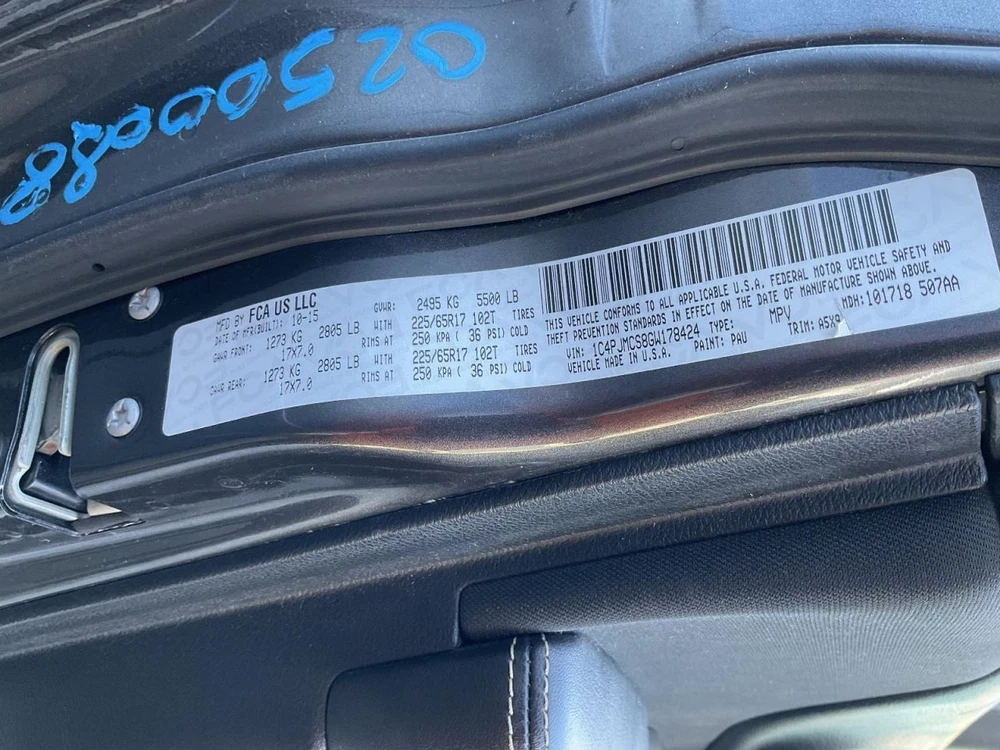 0250088
MFD BY FCA US LLC
DATE OF MFR(BUILT): 10-15 GVWR: 2495 KG 5500 LB
GAWR FRONT: 1273 KG 2805 LB WITH 225/65R17 102T TIRES
17X7.0 RIMS AT 250 KPA ( 36 PSI) COLD
GAWR REAR: 1273 KG 2805 LB WITH 225/65R17 102T TIRES
17X7.0 RIMS AT 250 KPA ( 36 PSI) COLD
THIS VEHICLE CONFORMS TO ALL APPLICABLE U.S.A. FEDERAL MOTOR VEHICLE SAFETY AND
THEFT PREVENTION STANDARDS IN EFFECT ON THE DATE OF MANUFACTURE SHOWN ABOVE.
VIN: 1C4PJMCS8GW178424 TYPE: MPV MDH: 101718 507AA
VEHICLE MADE IN U.S.A. PAINT: PAU TRIM: